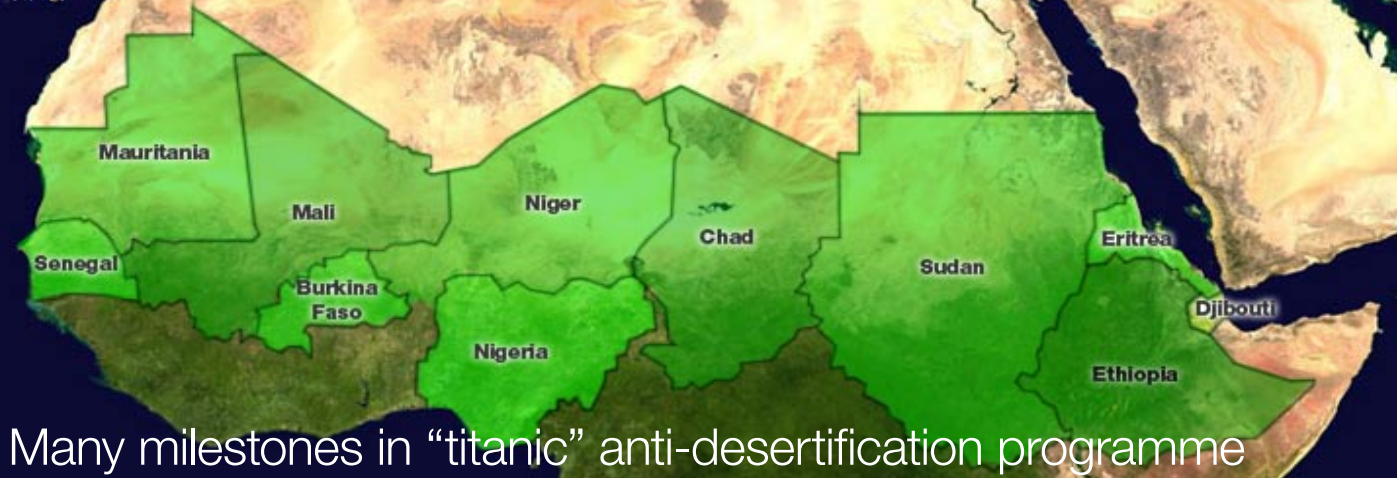 Mauritania
Mali
Niger
Chad
Sudan
Eritrea
Senegal
Burkina
Faso
Djibouti
Nigeria
Ethiopia
Many milestones in “titanic” anti-desertification programme